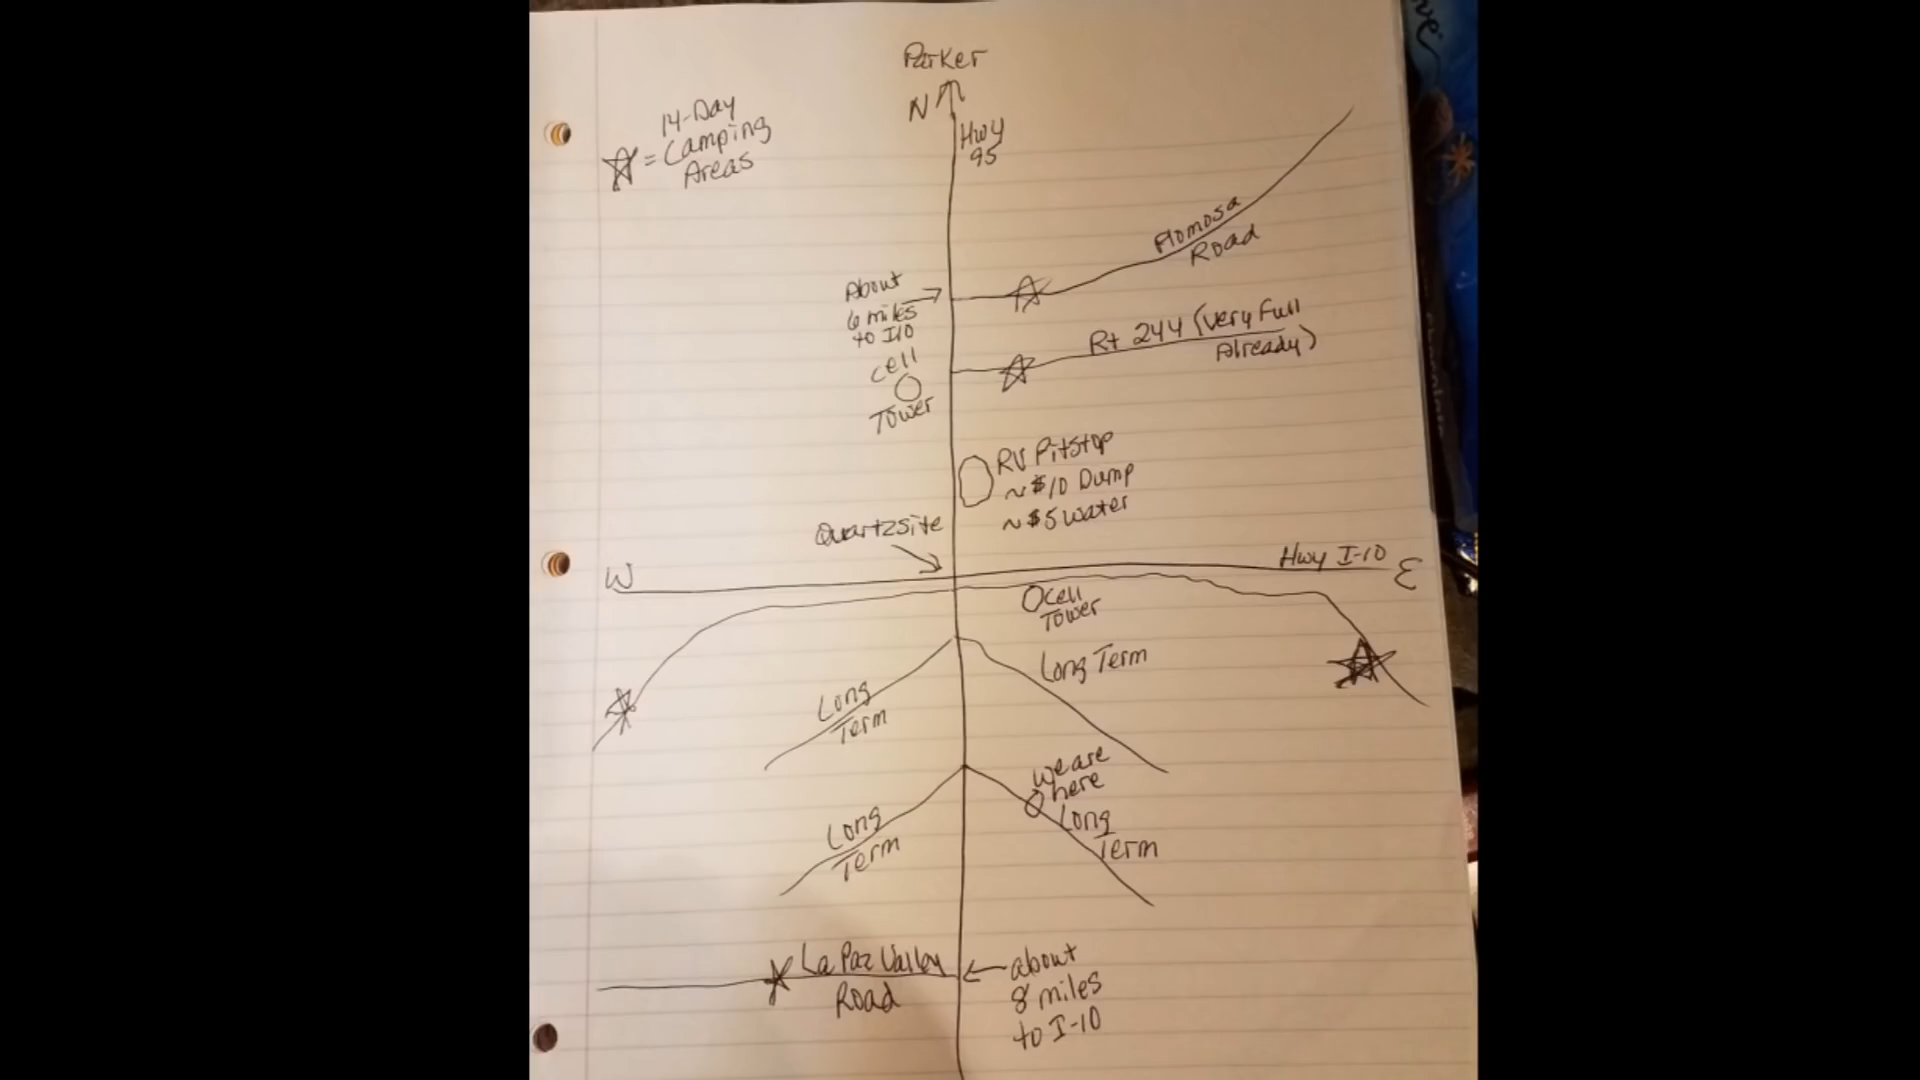 Parker
N
Hwy
95
14-Day
☆ = Camping
Areas
Plomosa
Road
About
6 miles
to I10
Rt 244 (Very Full
Already)
Cell
Tower
RV Pitstop
~ $10 Dump
~ $5 Water
Quartzsite
W
Hwy I-10
E
Cell
Tower
Long Term
Long
Term
We are
here
Long
Term
Long
Term
La Paz Valley
Road
about
8 miles
to I-10